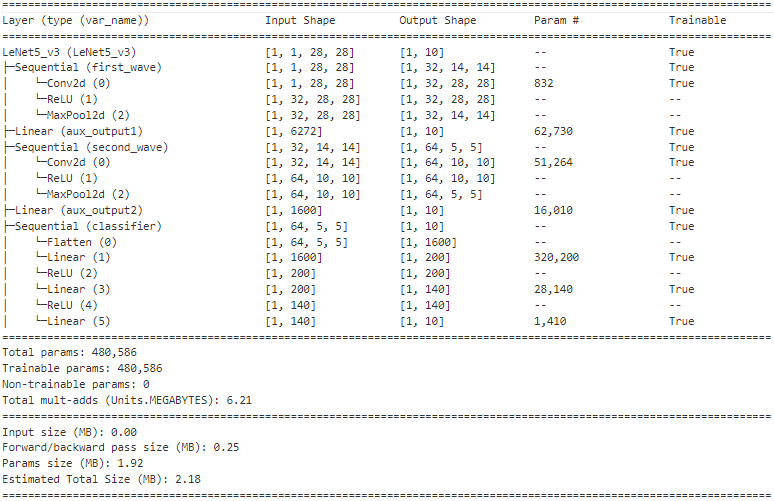 ====================================================================================================================
Layer (type (var_name))                  Input Shape          Output Shape         Param #              Trainable
====================================================================================================================
LeNet5_v3 (LeNet5_v3)                    [1, 1, 28, 28]       [1, 10]              --                   True
├─Sequential (first_wave)                [1, 1, 28, 28]       [1, 32, 14, 14]      --                   True
│    └─Conv2d (0)                        [1, 1, 28, 28]       [1, 32, 28, 28]      832                  True
│    └─ReLU (1)                          [1, 32, 28, 28]      [1, 32, 28, 28]      --                   --
│    └─MaxPool2d (2)                     [1, 32, 28, 28]      [1, 32, 14, 14]      --                   --
├─Linear (aux_output1)                   [1, 6272]            [1, 10]              62,730               True
├─Sequential (second_wave)               [1, 32, 14, 14]      [1, 64, 5, 5]        --                   True
│    └─Conv2d (0)                        [1, 32, 14, 14]      [1, 64, 10, 10]      51,264               True
│    └─ReLU (1)                          [1, 64, 10, 10]      [1, 64, 10, 10]      --                   --
│    └─MaxPool2d (2)                     [1, 64, 10, 10]      [1, 64, 5, 5]        --                   --
├─Linear (aux_output2)                   [1, 1600]            [1, 10]              16,010               True
├─Sequential (classifier)                [1, 64, 5, 5]        [1, 10]              --                   True
│    └─Flatten (0)                       [1, 64, 5, 5]        [1, 1600]            --                   --
│    └─Linear (1)                        [1, 1600]            [1, 200]             320,200              True
│    └─ReLU (2)                          [1, 200]             [1, 200]             --                   --
│    └─Linear (3)                        [1, 200]             [1, 140]             28,140               True
│    └─ReLU (4)                          [1, 140]             [1, 140]             --                   --
│    └─Linear (5)                        [1, 140]             [1, 10]              1,410                True
====================================================================================================================
Total params: 480,586
Trainable params: 480,586
Non-trainable params: 0
Total mult-adds (Units.MEGABYTES): 6.21
====================================================================================================================
Input size (MB): 0.00
Forward/backward pass size (MB): 0.25
Params size (MB): 1.92
Estimated Total Size (MB): 2.18
====================================================================================================================